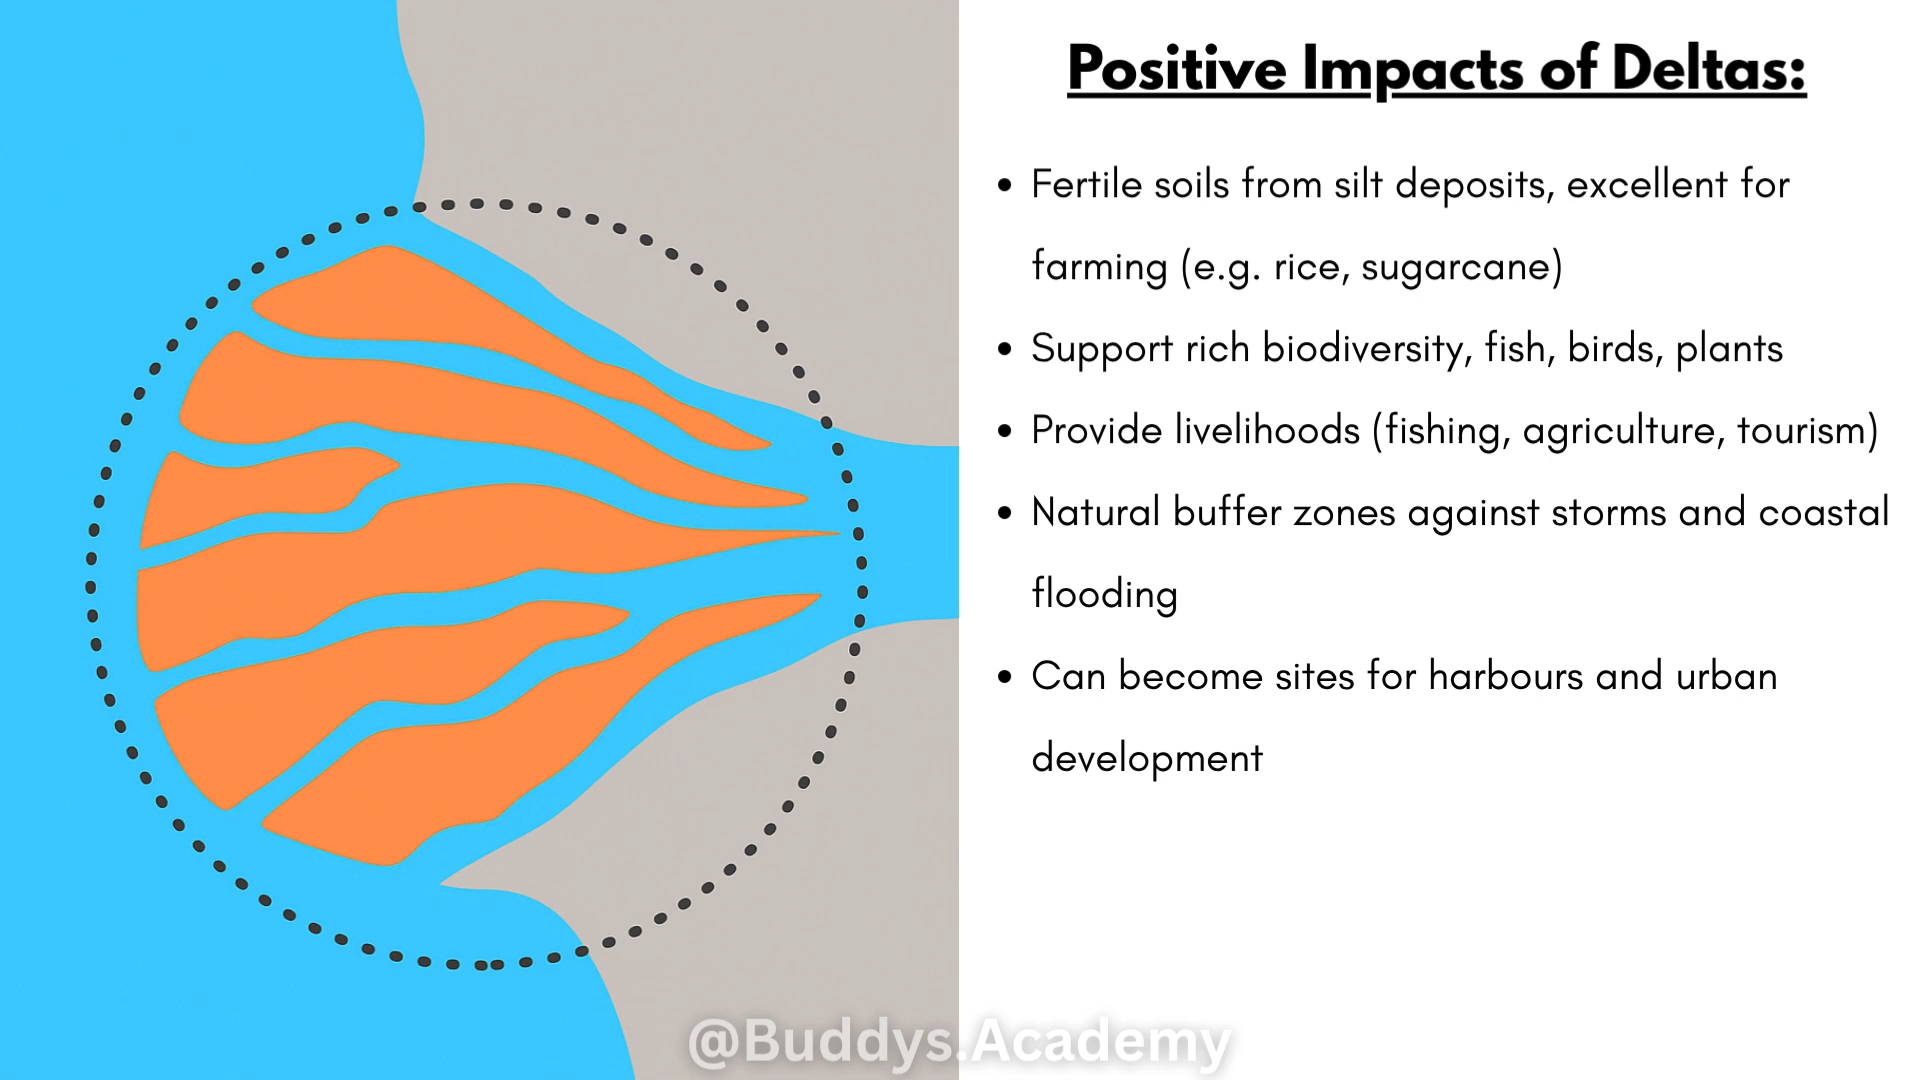 Positive Impacts of Deltas:
• Fertile soils from silt deposits, excellent for
farming (e.g. rice, sugarcane)
• Support rich biodiversity, fish, birds, plants
• Provide livelihoods (fishing, agriculture, tourism)
• Natural buffer zones against storms and coastal
flooding
• Can become sites for harbours and urban
development
@Buddys.Academy